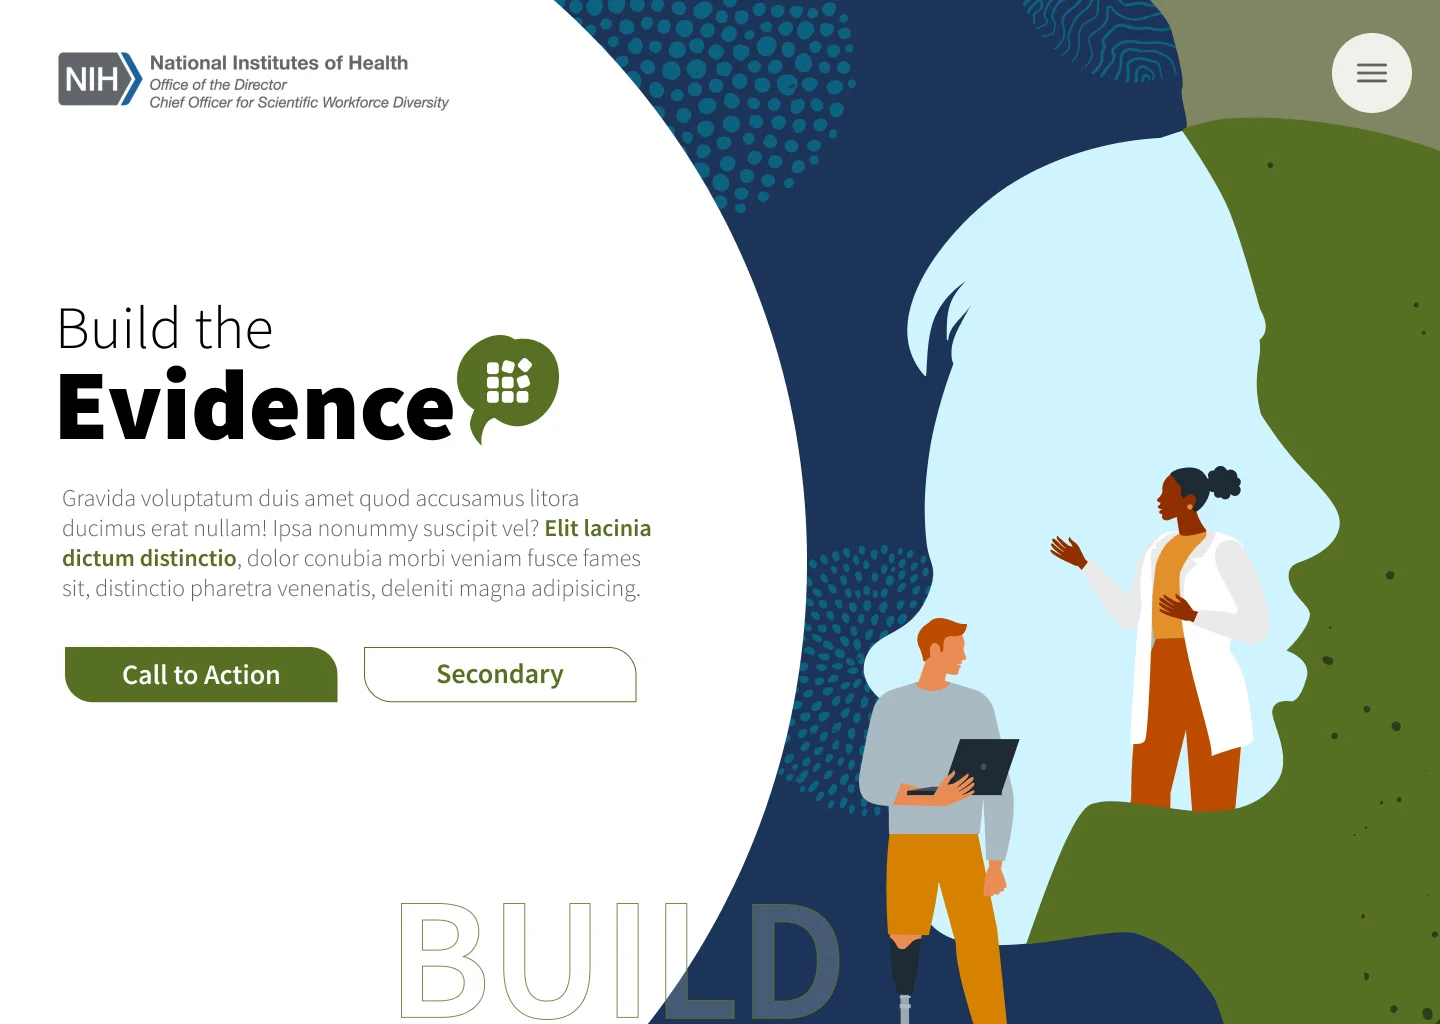 NIH
National Institutes of Health
Office of the Director
Chief Officer for Scientific Workforce Diversity
Build the
Evidence
Gravida voluptatum duis amet quod accusamus litora
ducimus erat nullam! Ipsa nonummy suscipit vel? Elit lacinia
dictum distinctio, dolor conubia morbi veniam fusce fames
sit, distinctio pharetra venenatis, deleniti magna adipisicing.
Call to Action
Secondary
BUILD